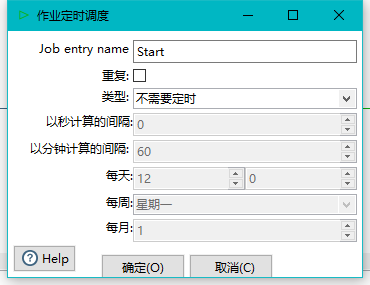 作业定时调度
Job entry name Start
重复:
类型: 不需要定时
以秒计算的间隔: 0
以分钟计算的间隔: 60
每天: 12 0
每周: 星期一
每月: 1
Help
确定(O) 取消(C)